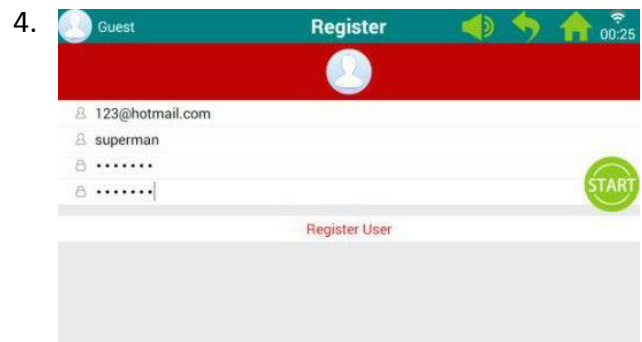 4.
Guest Register 00:25
123@hotmail.com
superman
•••••••
•••••••
START
Register User